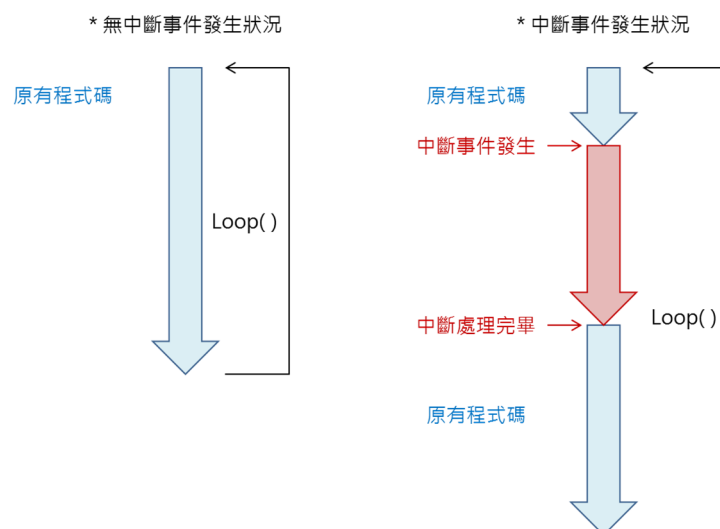 * 無中斷事件發生狀況
原有程式碼
Loop( )
* 中斷事件發生狀況
原有程式碼
中斷事件發生
中斷處理完畢
Loop( )
原有程式碼